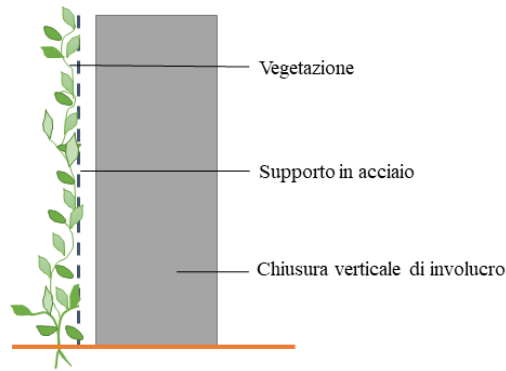 Vegetazione
Supporto in acciaio
Chiusura verticale di involucro